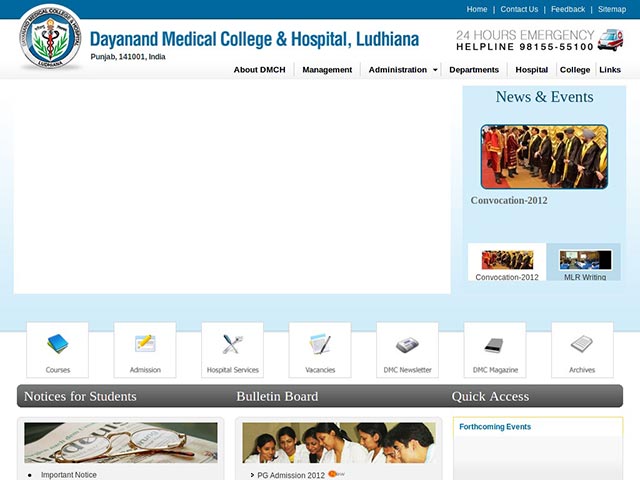 Home | Contact Us | Feedback | Sitemap
DAYANAND MEDICAL COLLEGE & HOSPITAL
LUDHIANA
Dayanand Medical College & Hospital, Ludhiana
Punjab, 141001, India
24 HOURS EMERGENCY
HELPLINE 98155-55100
About DMCH Management Administration Departments Hospital College Links
News & Events
Convocation-2012
Convocation-2012 MLR Writing
Courses Admission Hospital Services Vacancies DMC Newsletter DMC Magazine Archives
Notices for Students Bulletin Board Quick Access
Forthcoming Events
Important Notice
PG Admission 2012